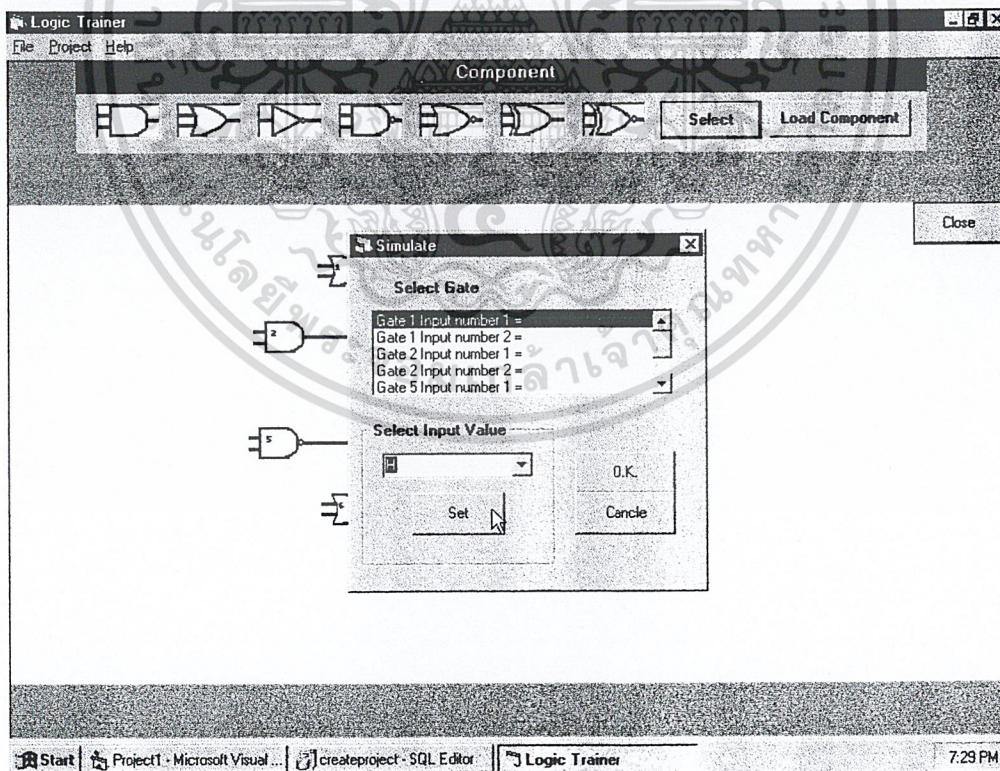 Logic Trainer
File Project Help
Component
Select
Load Component
Close
Simulate
Select Gate
Gate 1 Input number 1 =
Gate 1 Input number 2 =
Gate 2 Input number 1 =
Gate 2 Input number 2 =
Gate 5 Input number 1 =
2
5
Select Input Value
H
O.K.
Set
Cancle
Start
Project1 - Microsoft Visual ...
createproject - SQL Editor
Logic Trainer
7:29 PM